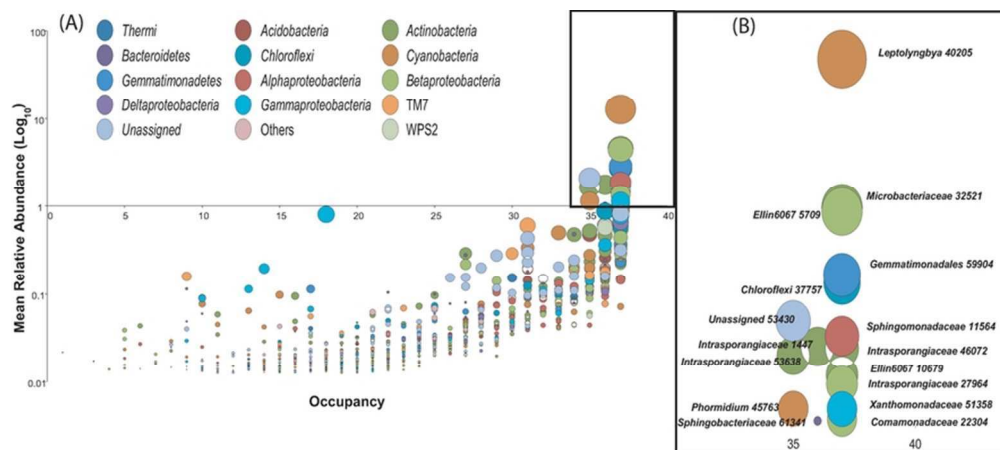 (A)
Thermi
Acidobacteria
Actinobacteria
Bacteroidetes
Chloroflexi
Cyanobacteria
Gemmatimonadetes
Alphaproteobacteria
Betaproteobacteria
Deltaproteobacteria
Gammaproteobacteria
TM7
Unassigned
Others
WPS2
Mean Relative Abundance (Log10)
100
10
1
0.1
0.01
0
5
10
15
20
25
30
35
40
Occupancy
(B)
Leptolyngbya 40205
Microbacteriaceae 32521
Ellin6067 5709
Gemmatimonadales 59904
Chloroflexi 37757
Unassigned 53430
Sphingomonadaceae 11564
Intrasporangiaceae 1447
Intrasporangiaceae 46072
Intrasporangiaceae 53638
Ellin6067 10679
Intrasporangiaceae 27964
Phormidium 45763
Xanthomonadaceae 51358
Sphingobacteriaceae 61341
Comamonadaceae 22304
35
40